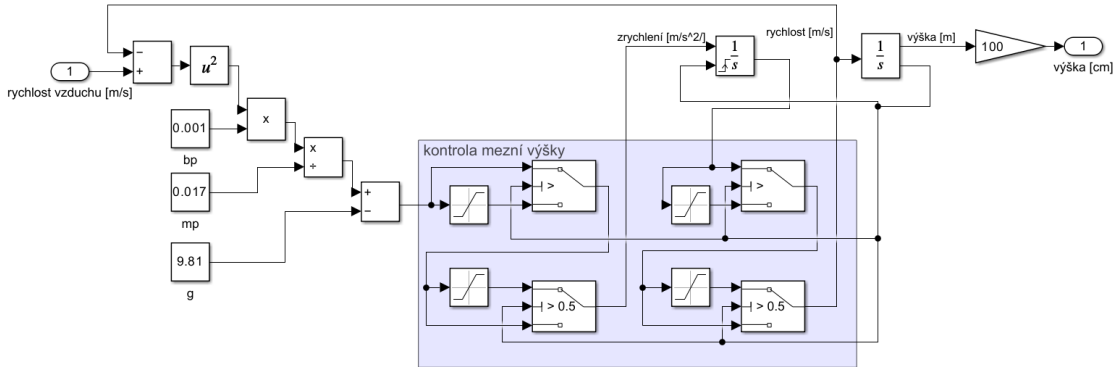 zrychlení [m/s^2/]
rychlost [m/s]
výška [m]
−
+
1
rychlost vzduchu [m/s]
u²
1
s
1
s
100
1
výška [cm]
0.001
bp
x
x
÷
0.017
mp
+
−
9.81
g
kontrola mezní výšky
>
>
> 0.5
> 0.5